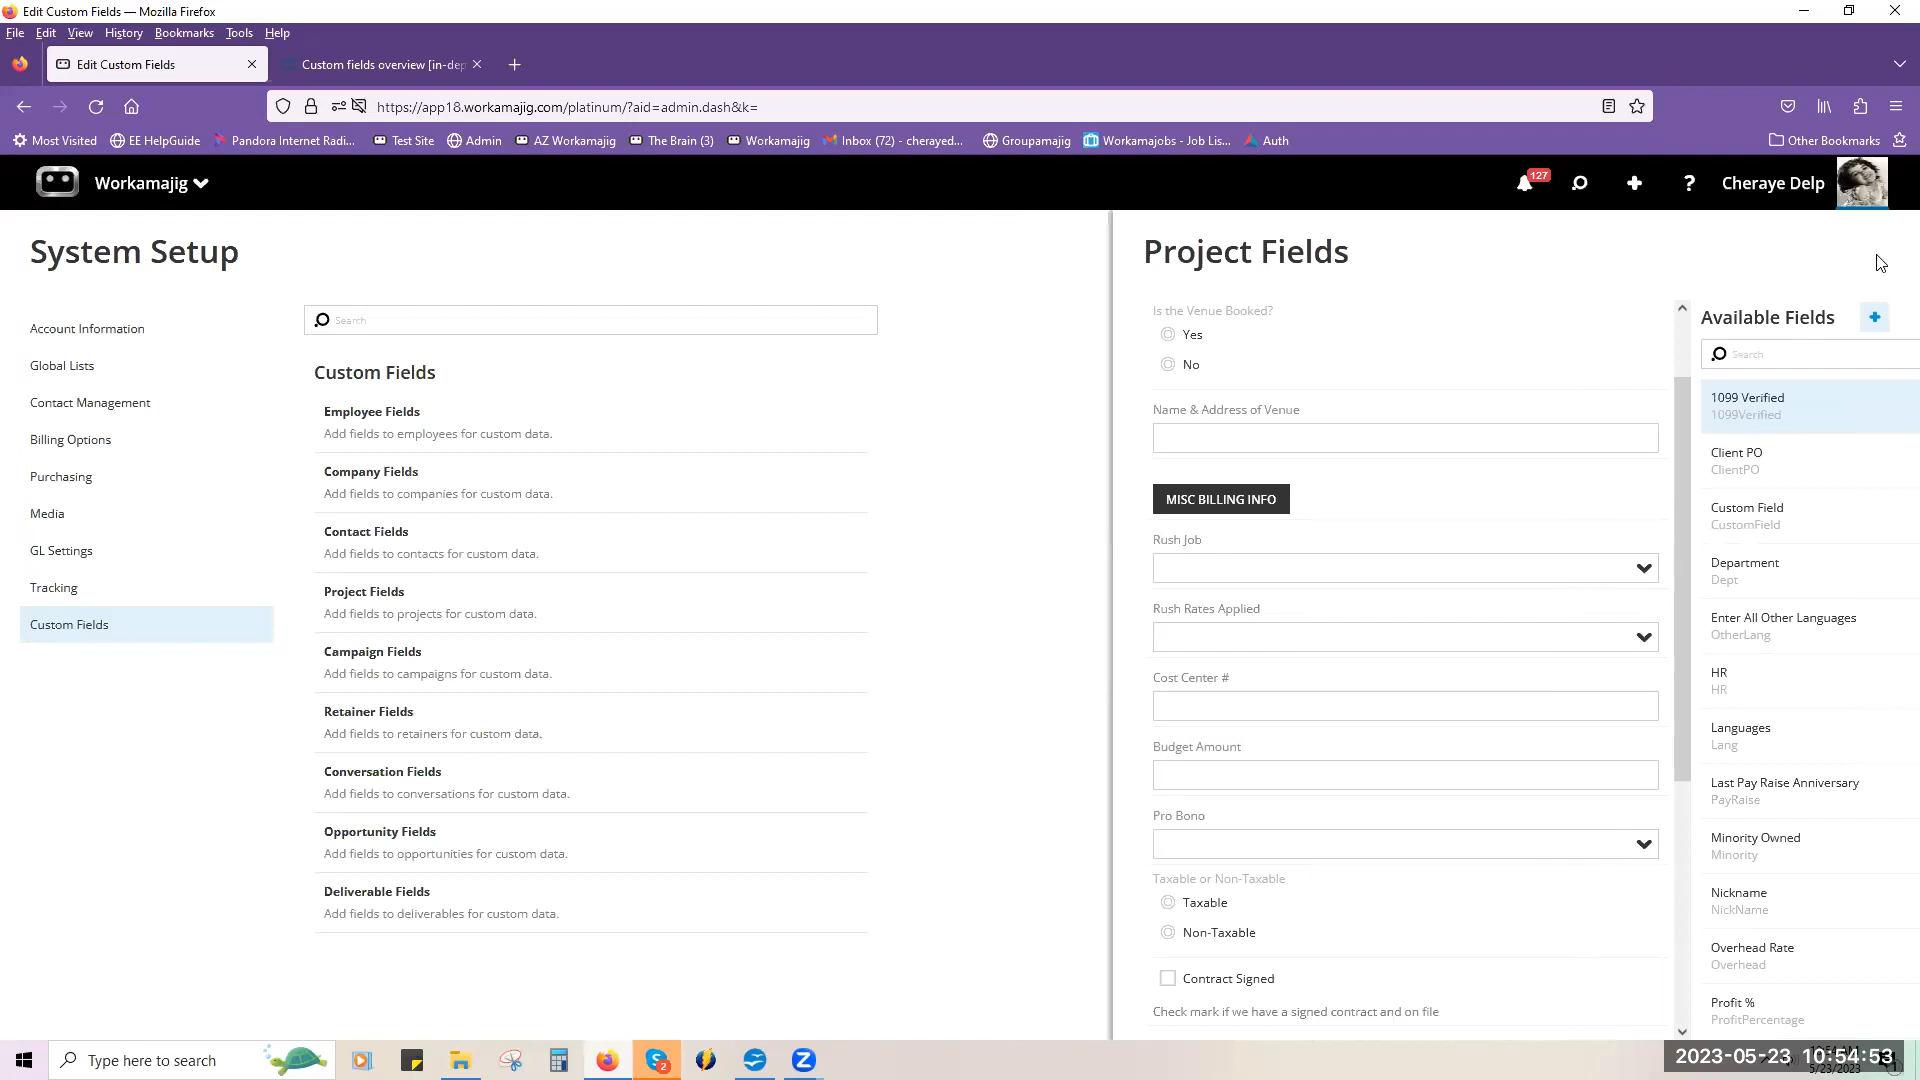 Edit Custom Fields — Mozilla Firefox
File Edit View History Bookmarks Tools Help
Edit Custom Fields
Custom fields overview [in-dep
https://app18.workamajig.com/platinum/?aid=admin.dash&k=
Most Visited
EE HelpGuide
Pandora Internet Radi...
Test Site
Admin
AZ Workamajig
The Brain (3)
Workamajig
Inbox (72) - cherayed...
Groupamajig
Workamajobs - Job Lis...
Auth
Other Bookmarks
Workamajig
127
?
Cheraye Delp
System Setup
Account Information
Global Lists
Contact Management
Billing Options
Purchasing
Media
GL Settings
Tracking
Custom Fields
Search
Custom Fields
Employee Fields
Add fields to employees for custom data.
Company Fields
Add fields to companies for custom data.
Contact Fields
Add fields to contacts for custom data.
Project Fields
Add fields to projects for custom data.
Campaign Fields
Add fields to campaigns for custom data.
Retainer Fields
Add fields to retainers for custom data.
Conversation Fields
Add fields to conversations for custom data.
Opportunity Fields
Add fields to opportunities for custom data.
Deliverable Fields
Add fields to deliverables for custom data.
Project Fields
Is the Venue Booked?
Yes
No
Name & Address of Venue
MISC BILLING INFO
Rush Job
Rush Rates Applied
Cost Center #
Budget Amount
Pro Bono
Taxable or Non-Taxable
Taxable
Non-Taxable
Contract Signed
Check mark if we have a signed contract and on file
Available Fields
Search
1099 Verified
1099Verified
Client PO
ClientPO
Custom Field
CustomField
Department
Dept
Enter All Other Languages
OtherLang
HR
HR
Languages
Lang
Last Pay Raise Anniversary
PayRaise
Minority Owned
Minority
Nickname
NickName
Overhead Rate
Overhead
Profit %
ProfitPercentage
Type here to search
2
2023-05-23 10:54:53
5/23/2023